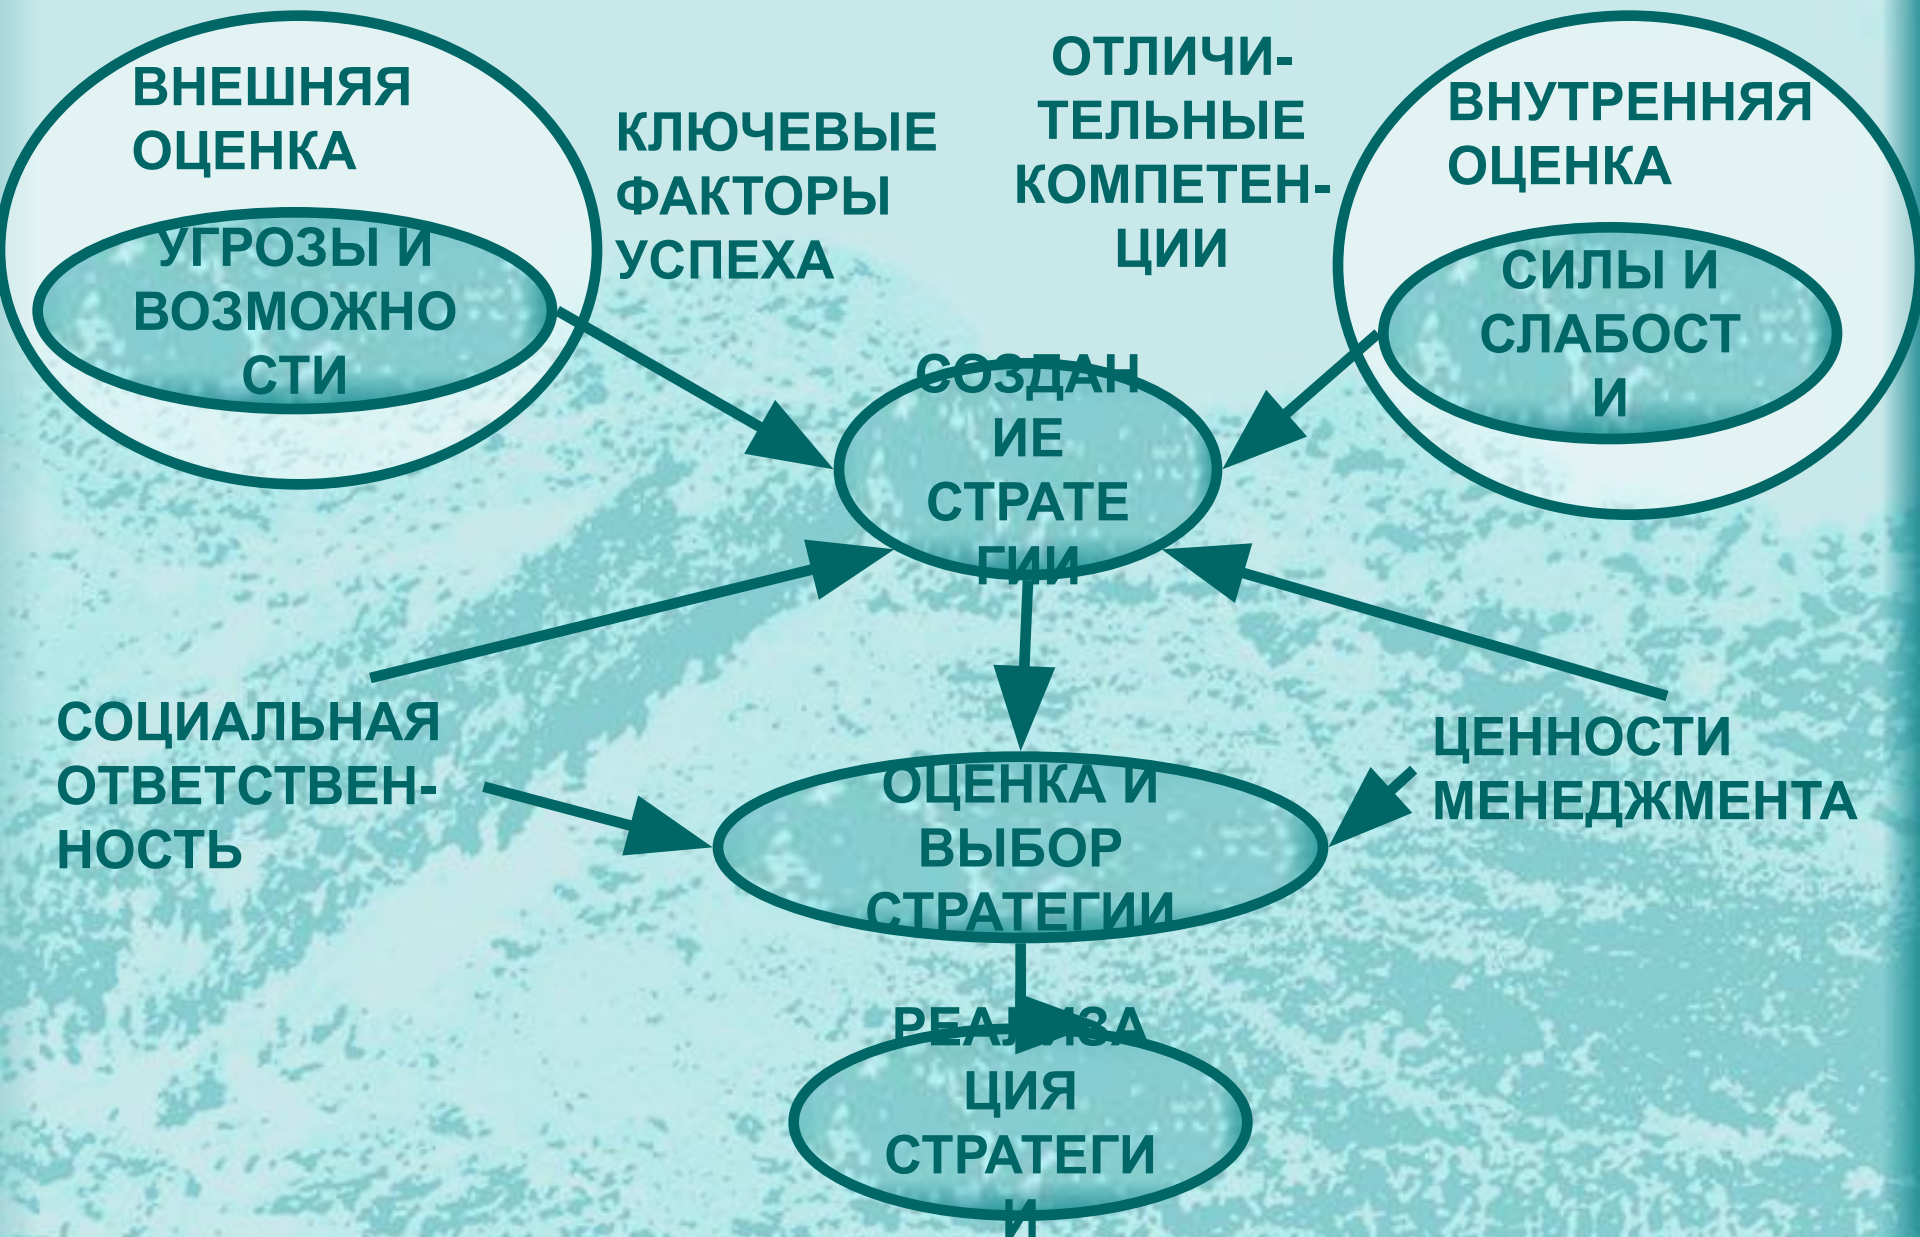 ВНЕШНЯЯ
ОЦЕНКА
УГРОЗЫ И
ВОЗМОЖНО
СТИ
КЛЮЧЕВЫЕ
ФАКТОРЫ
УСПЕХА
ОТЛИЧИ-
ТЕЛЬНЫЕ
КОМПЕТЕН-
ЦИИ
ВНУТРЕННЯЯ
ОЦЕНКА
СИЛЫ И
СЛАБОСТ
И
СОЗДАН
ИЕ
СТРАТЕ
ГИИ
СОЦИАЛЬНАЯ
ОТВЕТСТВЕН-
НОСТЬ
ЦЕННОСТИ
МЕНЕДЖМЕНТА
ОЦЕНКА И
ВЫБОР
СТРАТЕГИИ
РЕАЛИЗА
ЦИЯ
СТРАТЕГИ
И